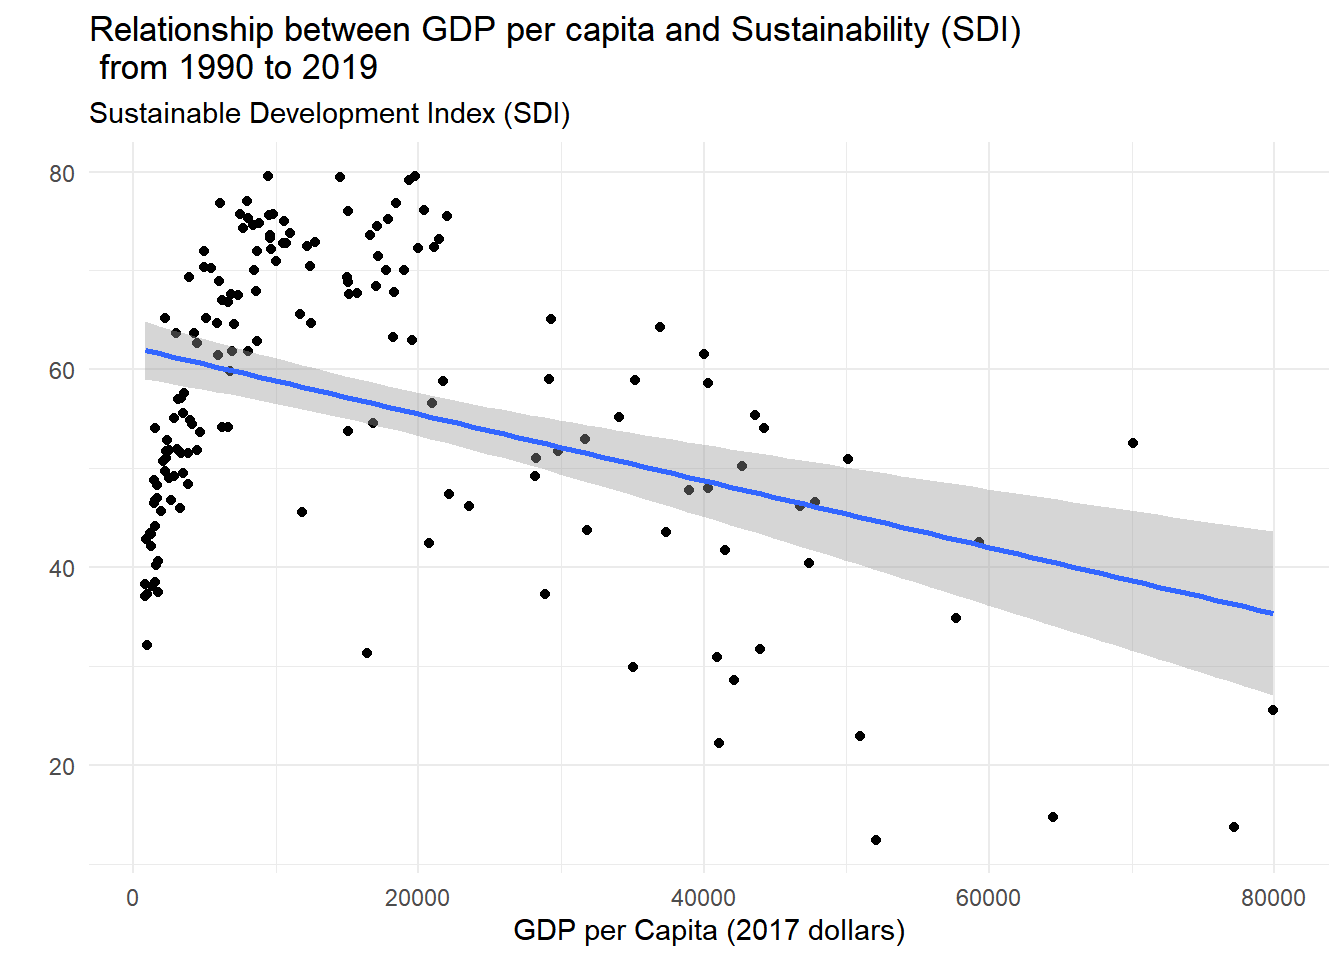 Relationship between GDP per capita and Sustainability (SDI)
from 1990 to 2019
Sustainable Development Index (SDI)
80
60
40
20
0 20000 40000 60000 80000
GDP per Capita (2017 dollars)